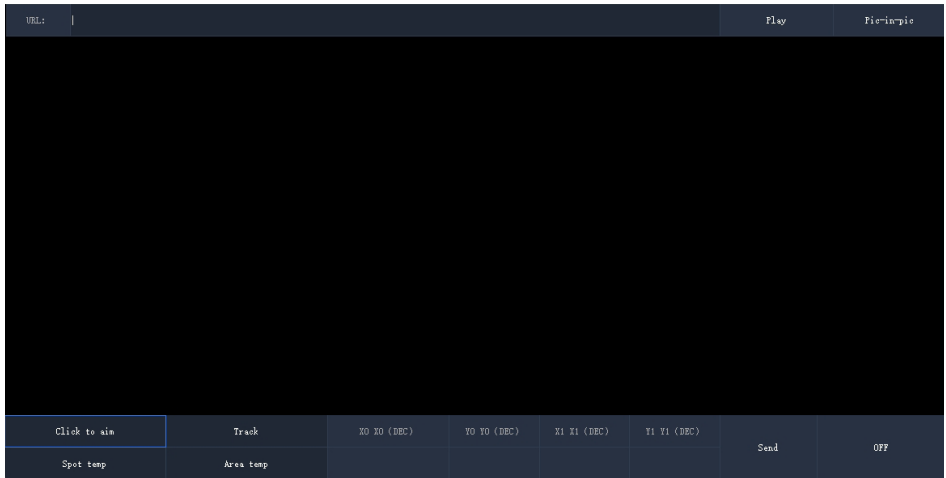 URL:
Play
Pic-in-pic
Click to aim
Track
X0 X0 (DEC)
Y0 Y0 (DEC)
X1 X1 (DEC)
Y1 Y1 (DEC)
Send
OFF
Spot temp
Area temp